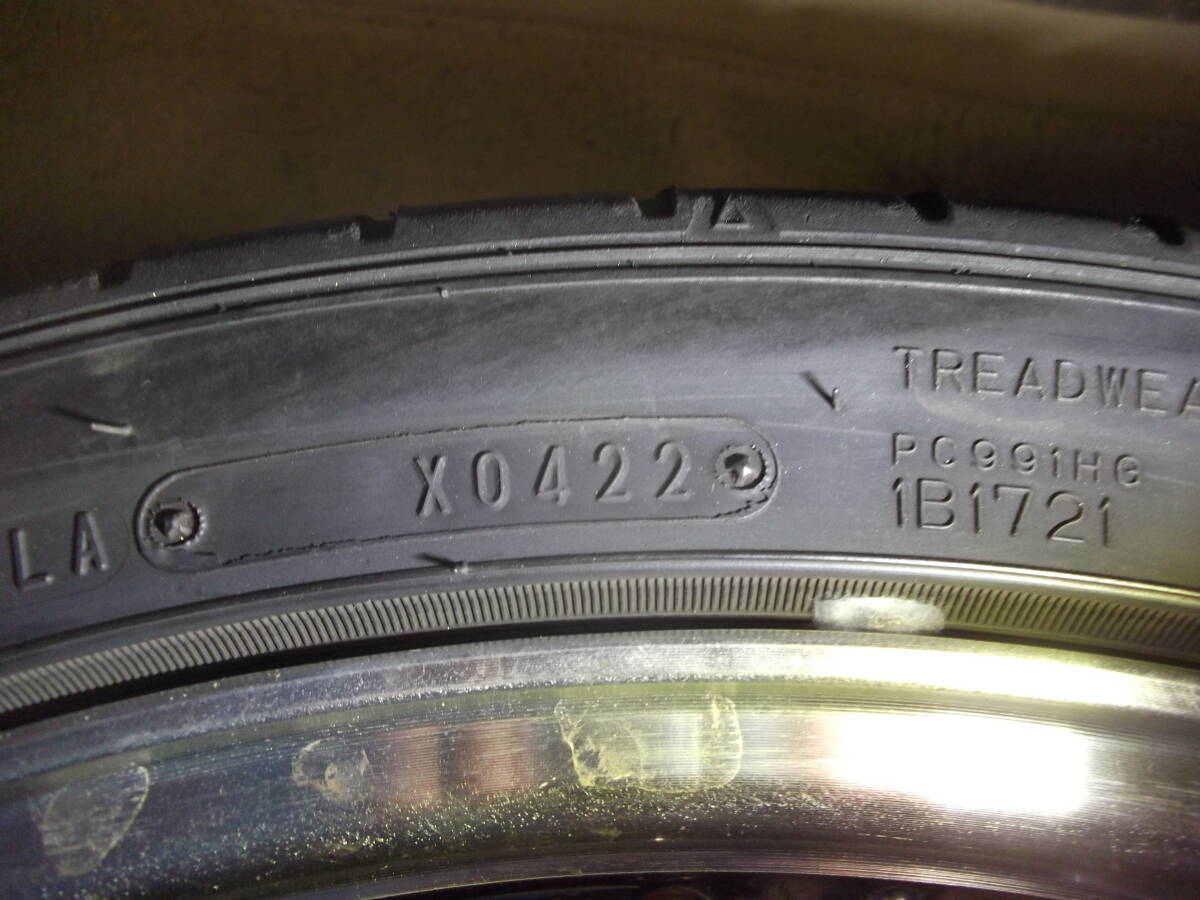 LA X0422
TREADWEA
PC991HG
1B1721